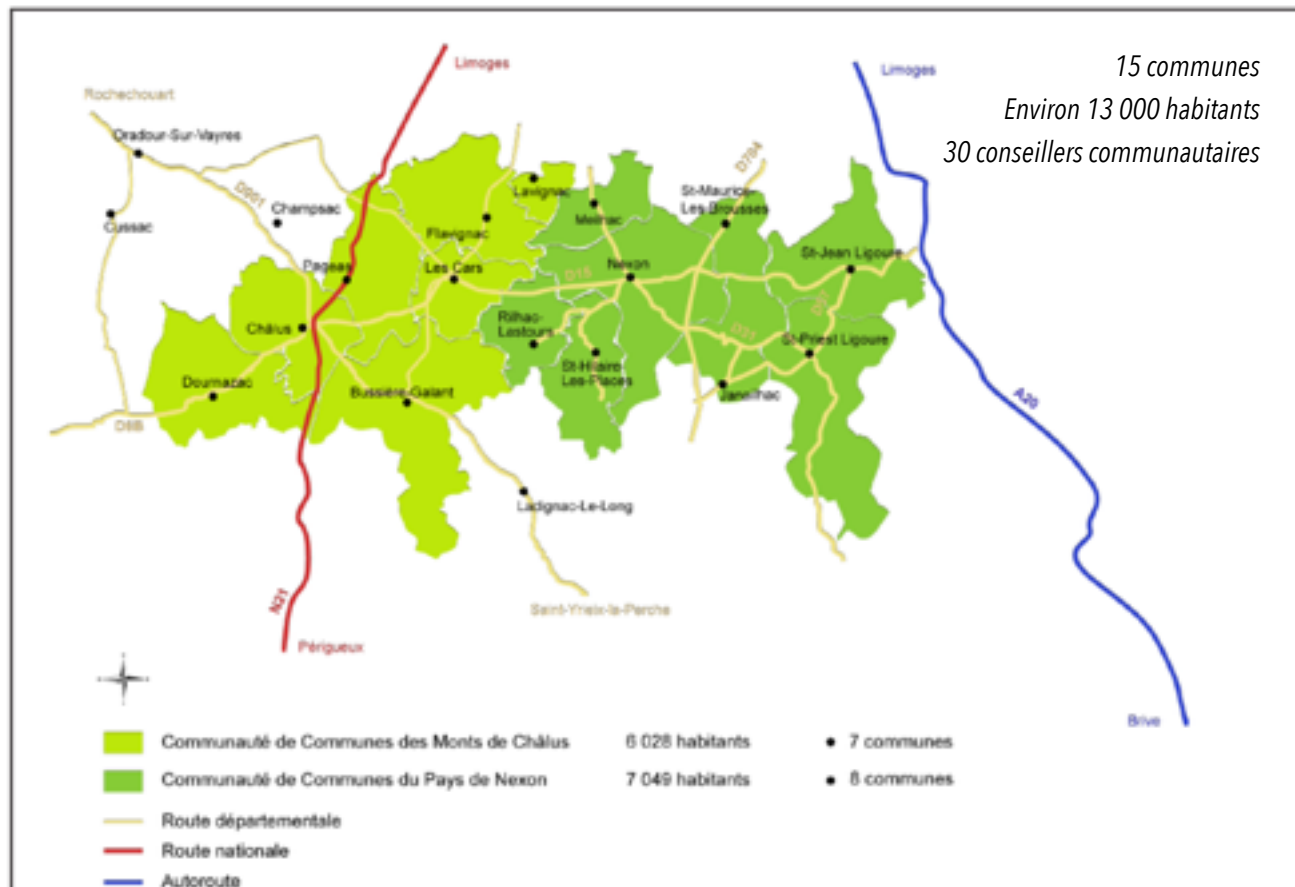 15 communes
Environ 13 000 habitants
30 conseillers communautaires
Limoges
Limoges
Rochechouart
Oradour-Sur-Vayres
D901
D704
Cussac
Champsac
Lavignac
Flavignac
Meilhac
St-Maurice-
Les-Brousses
St-Jean Ligoure
Pageas
Les Cars
D15
Nexon
Châlus
Rilhac-
Lastours
D31
St-Priest Ligoure
St-Hilaire-
Les-Places
Dournazac
Bussière-Galant
Janailhac
A20
Ladignac-Le-Long
N21
Saint-Yrieix-la-Perche
Périgueux
Brive
Communauté de Communes des Monts de Châlus 6 028 habitants • 7 communes
Communauté de Communes du Pays de Nexon 7 049 habitants • 8 communes
Route départementale
Route nationale
Autoroute